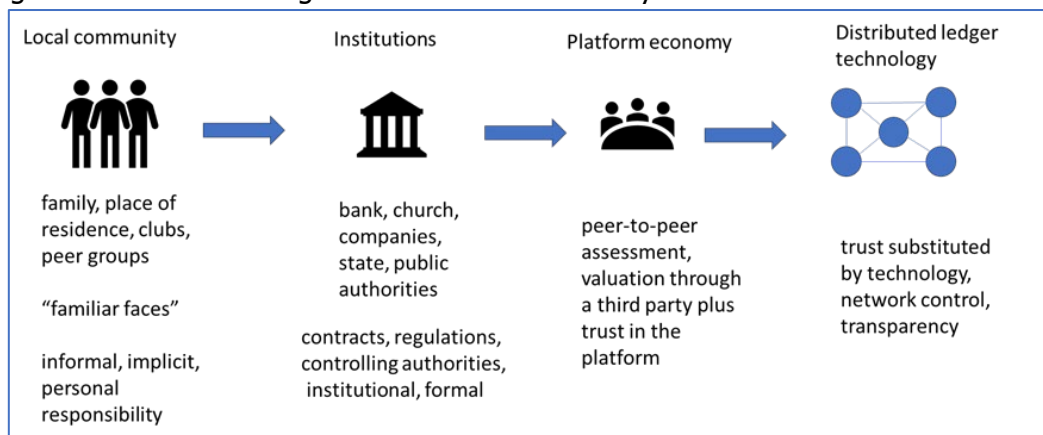 Local community
family, place of
residence, clubs,
peer groups
“familiar faces”
informal, implicit,
personal
responsibility
Institutions
bank, church,
companies,
state, public
authorities
contracts, regulations,
controlling authorities,
institutional, formal
Platform economy
peer-to-peer
assessment,
valuation through
a third party plus
trust in the
platform
Distributed ledger
technology
trust substituted
by technology,
network control,
transparency